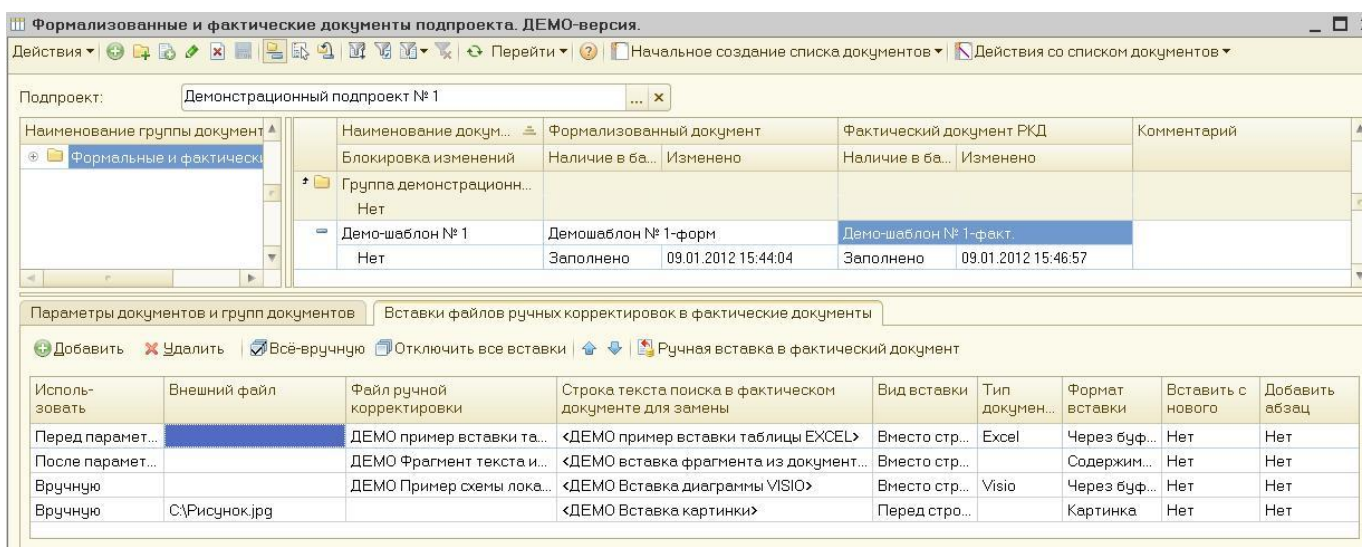 Формализованные и фактические документы подпроекта. ДЕМО-версия.
Действия Перейти Начальное создание списка документов Действия со списком документов
Подпроект: Демонстрационный подпроект № 1 ...
Наименование группы документ Наименование докум... Формализованный документ Фактический документ РКД Комментарий
Формальные и фактически Блокировка изменений Наличие в ба... Изменено Наличие в ба... Изменено
Группа демонстрационн...
Нет
Демо-шаблон № 1 Демошаблон № 1-форм Демо-шаблон № 1-факт.
Нет Заполнено 09.01.2012 15:44:04 Заполнено 09.01.2012 15:46:57
Параметры документов и групп документов Вставки файлов ручных корректировок в фактические документы
Добавить Удалить Всё-вручную Отключить все вставки Ручная вставка в фактический документ
Исполь- Внешний файл Файл ручной Строка текста поиска в фактическом Вид вставки Тип Формат Вставить с Добавить
зовать корректировки документе для замены докумен... вставки нового абзац
Перед парамет... ДЕМО пример вставки та... <ДЕМО пример вставки таблицы EXCEL> Вместо стр... Excel Через буф... Нет Нет
После парамет... ДЕМО Фрагмент текста и... <ДЕМО вставка фрагмента из документ... Вместо стр... Содержим... Нет Нет
Вручную ДЕМО Пример схемы лока... <ДЕМО Вставка диаграммы VISIO> Вместо стр... Visio Через буф... Нет Нет
Вручную C:\Рисунок.jpg <ДЕМО Вставка картинки> Перед стро... Картинка Нет Нет